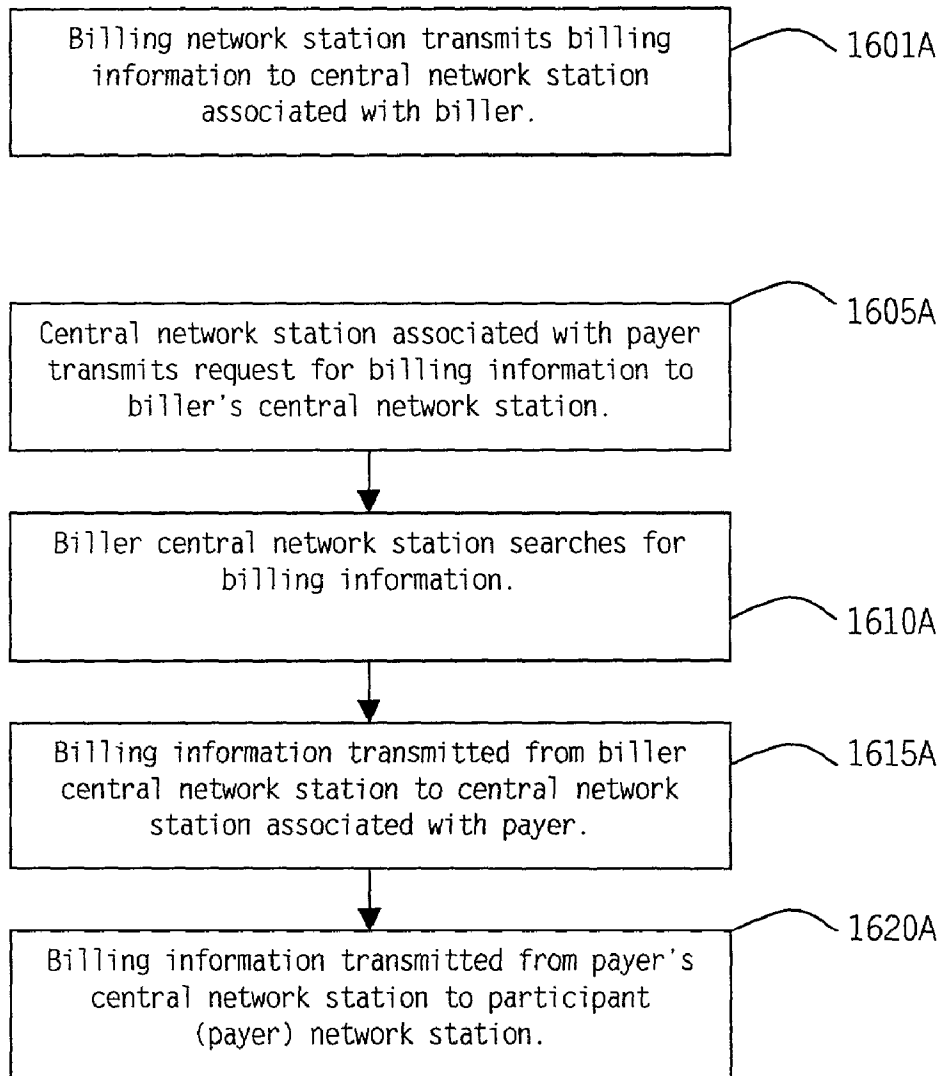 Billing network station transmits billing
information to central network station
associated with biller.
1601A
Central network station associated with payer
transmits request for billing information to
biller's central network station.
1605A
Biller central network station searches for
billing information.
1610A
Billing information transmitted from biller
central network station to central network
station associated with payer.
1615A
Billing information transmitted from payer's
central network station to participant
(payer) network station.
1620A